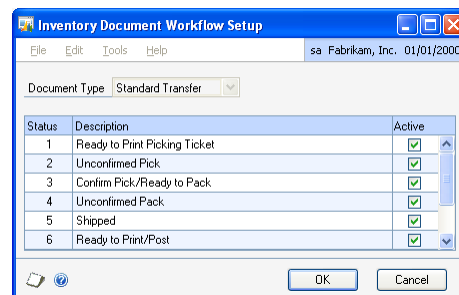 Inventory Document Workflow Setup
File Edit Tools Help sa Fabrikam, Inc. 01/01/2000
Document Type Standard Transfer
Status Description Active
1 Ready to Print Picking Ticket
2 Unconfirmed Pick
3 Confirm Pick/Ready to Pack
4 Unconfirmed Pack
5 Shipped
6 Ready to Print/Post
OK Cancel